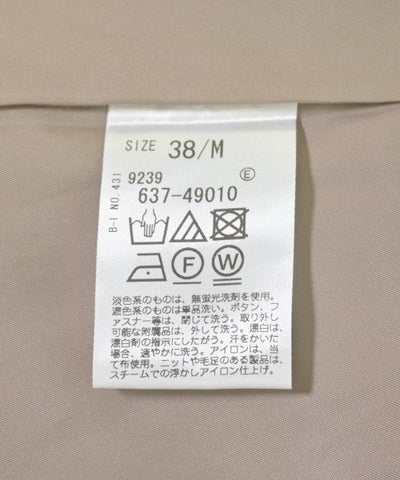 SIZE 38/M
B-I NO.431
9239 E
637-49010
F W
淡色系のものは、無蛍光洗剤を使用。
濃色系のものは単品洗い。ボタン、フ
ァスナー等は、閉じて洗う。取り外し
可能な附属品は、外して洗う。漂白は、
漂白剤の指示にしたがう。汗をかいた
場合、速やかに洗う。アイロンは、当
て布使用。ニットや毛足のある製品は、
スチームでの浮かしアイロン仕上げ。